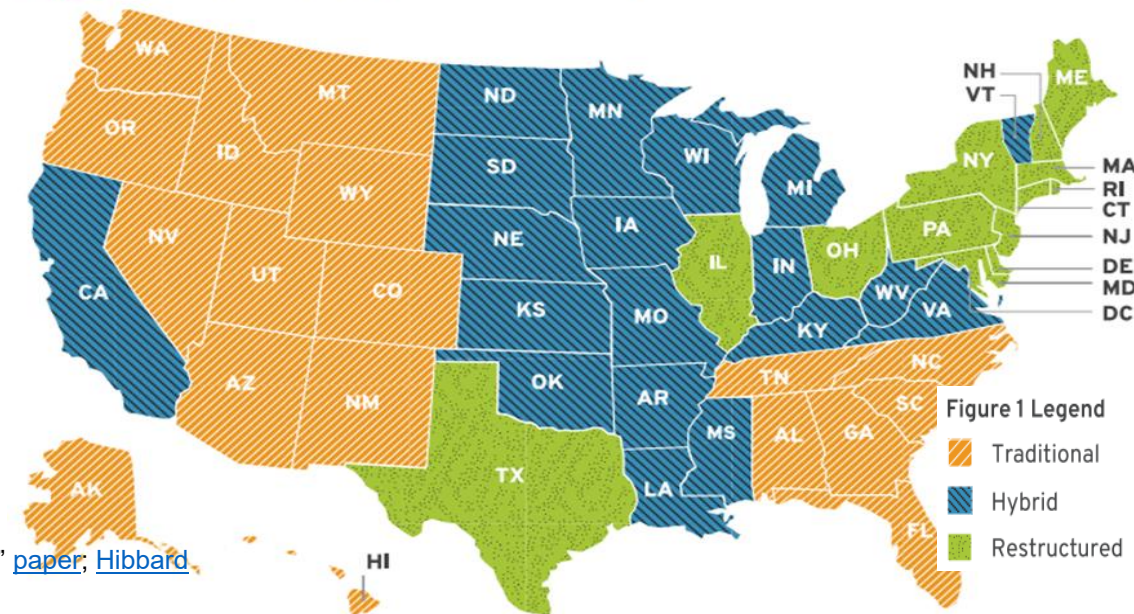 WA
MT
ND
MN
NH
ME
VT
OR
ID
SD
WI
MI
NY
MA
RI
CT
WY
NE
IA
PA
NJ
NV
UT
CO
IL
IN
OH
DE
MD
CA
KS
MO
WV
VA
DC
KY
AZ
NM
OK
AR
TN
NC
SC
MS
AL
GA
TX
LA
FL
Figure 1 Legend
Traditional
Hybrid
Restructured
AK
HI
” paper; Hibbard